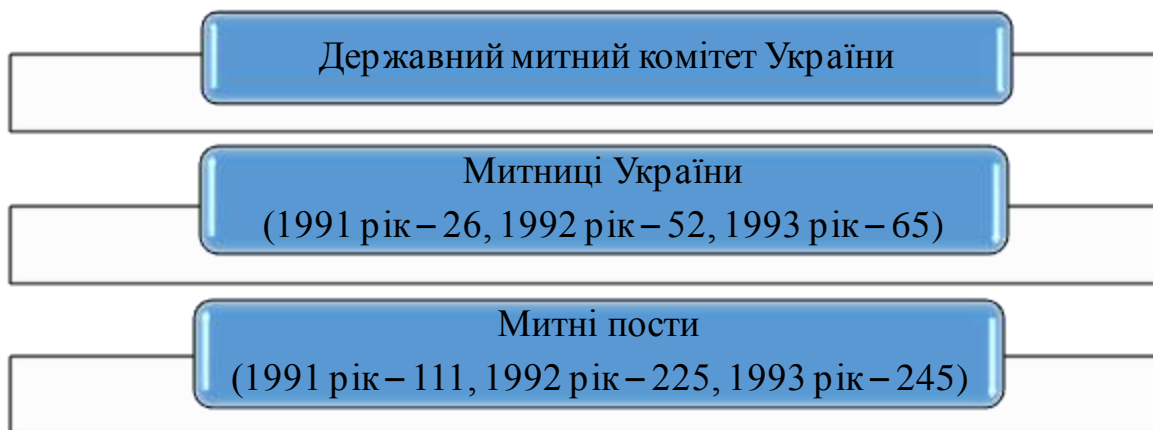 Державний митний комітет України
Митниці України
(1991 рік – 26, 1992 рік – 52, 1993 рік – 65)
Митні пости
(1991 рік – 111, 1992 рік – 225, 1993 рік – 245)